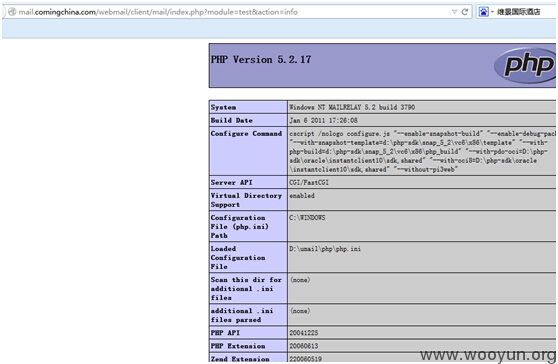 mail.comingchina.com/webmail/client/mail/index.php?module=test&action=info
维景国际酒店
PHP Version 5.2.17
php
System Windows NT MAILRELAY 5.2 build 3790
Build Date Jan 6 2011 17:26:08
Configure Command cscript /nologo configure.js "--enable-snapshot-build" "--enable-debug-pac
"--with-snapshot-template=d:\php-sdk\snap_5_2\vc6\x86\template" "--with-
php-build=d:\php-sdk\snap_5_2\vc6\x86\php_build" "--with-pdo-oci=D:\php-
sdk\oracle\instantclient10\sdk,shared" "--with-oci8=D:\php-sdk\oracle
\instantclient10\sdk,shared" "--without-pi3web"
Server API CGI/FastCGI
Virtual Directory enabled
Support
Configuration C:\WINDOWS
File (php.ini)
Path
Loaded D:\umail\php\php.ini
Configuration
File
Scan this dir for (none)
additional .ini
files
additional .ini (none)
files parsed
PHP API 20041225
PHP Extension 20060613
Zend Extension 220060519
www.wooyun.org